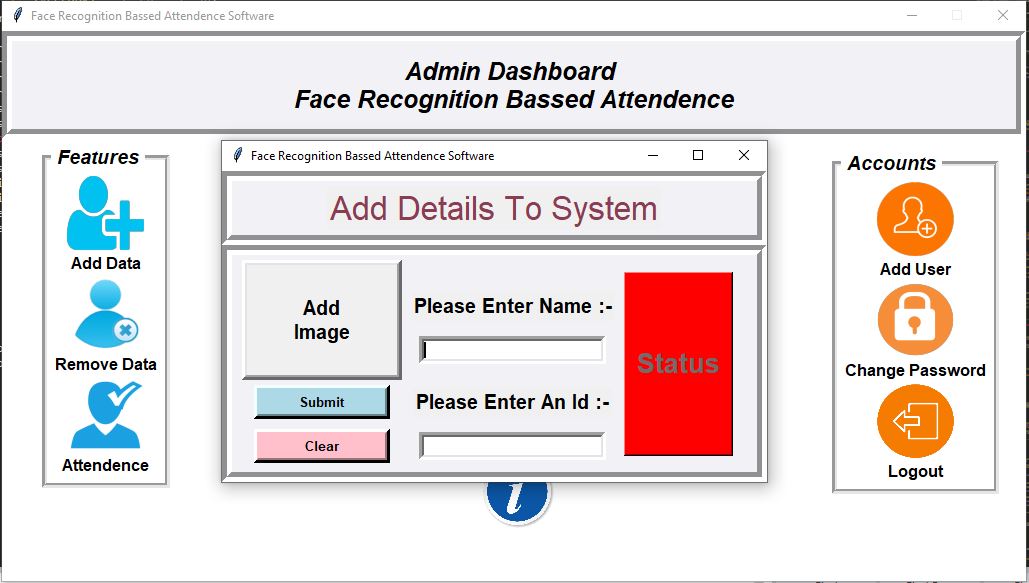 Face Recognition Bassed Attendence Software
Admin Dashboard
Face Recognition Bassed Attendence
Features
Add Data
Remove Data
Attendence
Face Recognition Bassed Attendence Software
Add Details To System
Add
Image
Submit
Clear
Please Enter Name :-
Please Enter An Id :-
Status
Accounts
Add User
Change Password
Logout
i